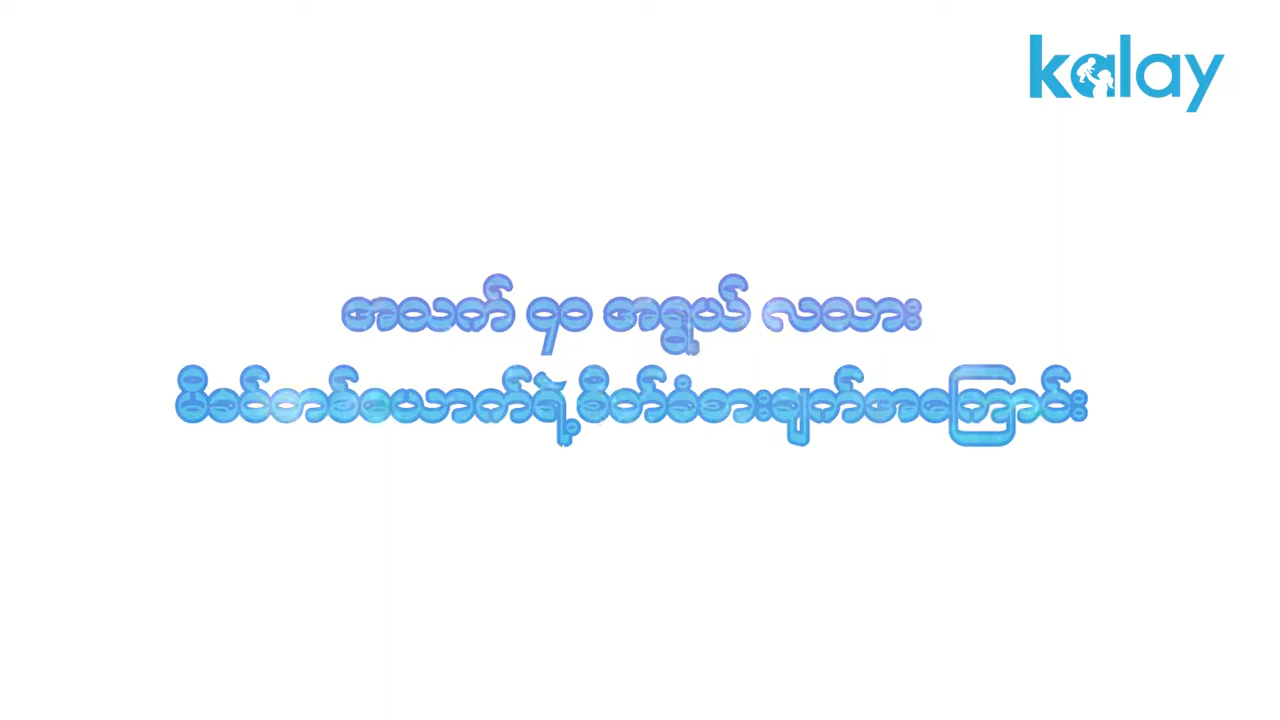 kalay
အသက် ၄၀ အရွယ် လသား
မိခင်တစ်ယောက်ရဲ့ စိတ်ခံစားချက်အကြောင်း